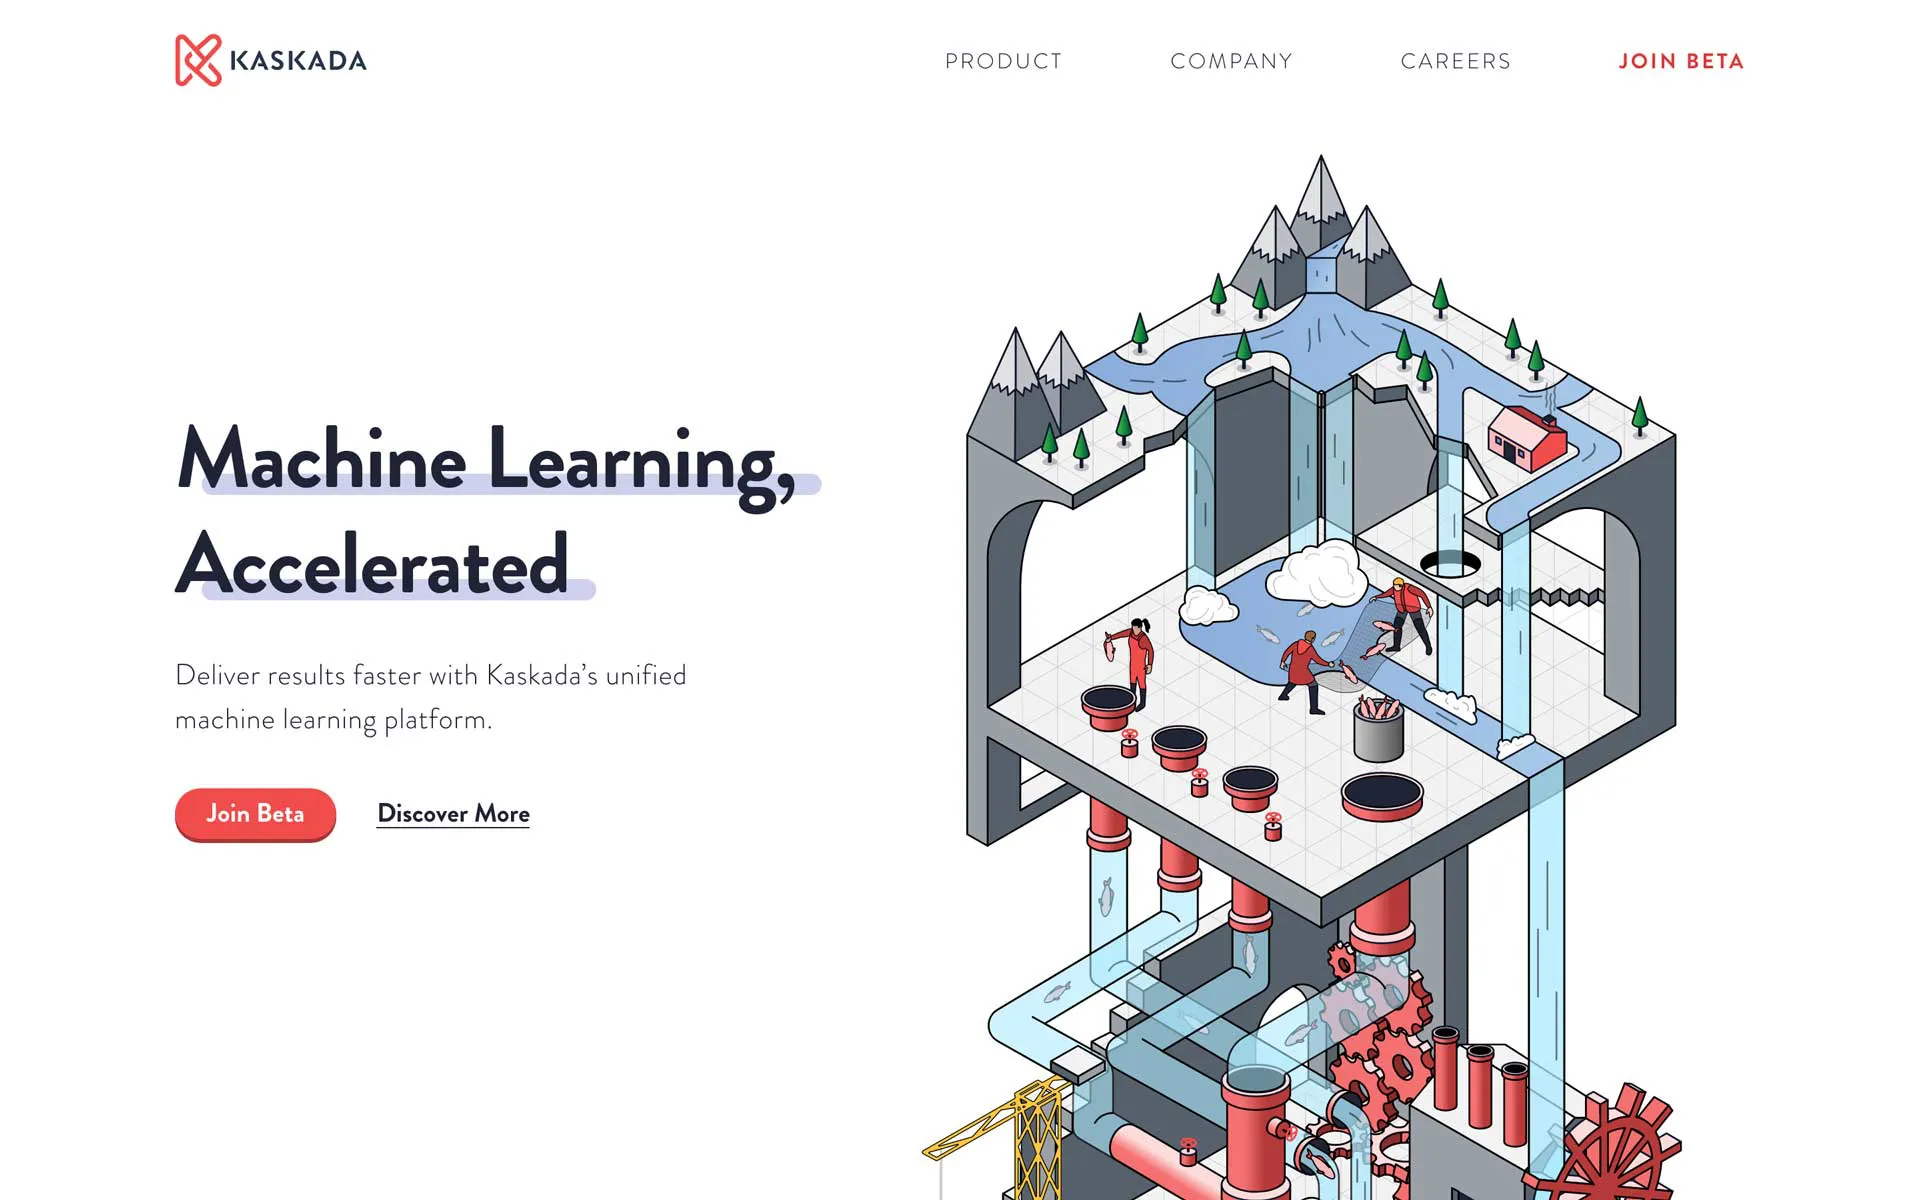 KASKADA
PRODUCT
COMPANY
CAREERS
JOIN BETA
Machine Learning,
Accelerated
Deliver results faster with Kaskada’s unified
machine learning platform.
Join Beta
Discover More